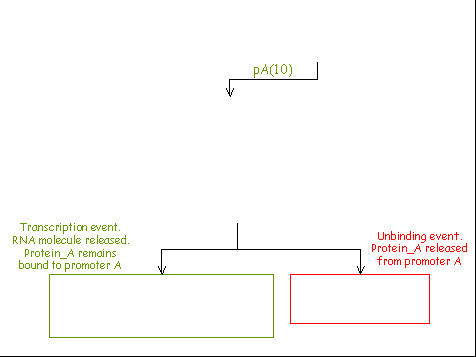 pA(10)
Transcription event.
RNA molecule released.
Protein_A remains
bound to promoter A
Unbinding event.
Protein_A released
from promoter A